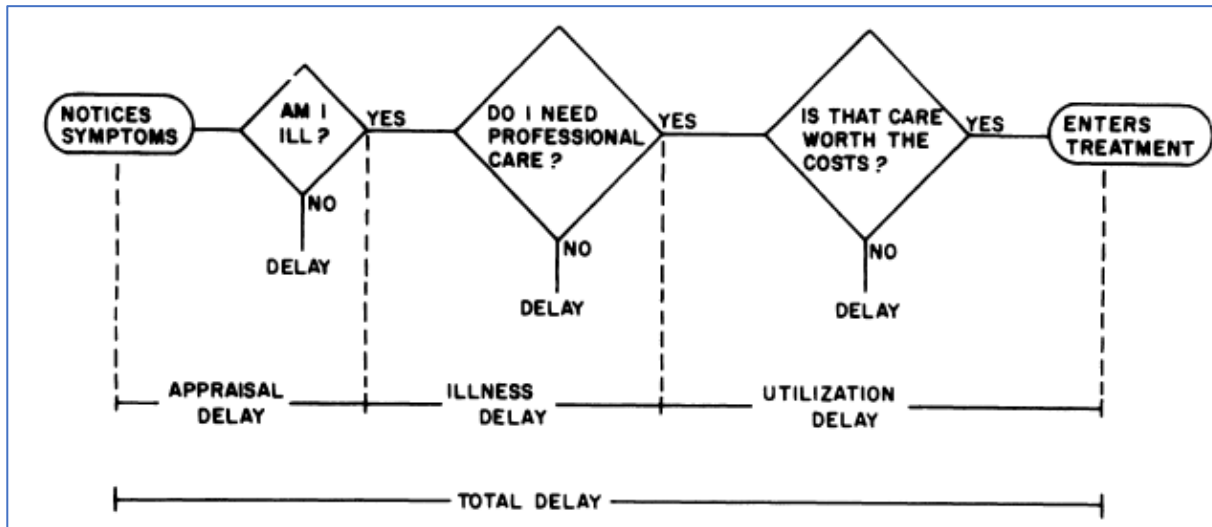 NOTICES
SYMPTOMS
AM I
ILL?
YES
NO
DELAY
DO I NEED
PROFESSIONAL
CARE?
YES
NO
DELAY
IS THAT CARE
WORTH THE
COSTS?
YES
NO
DELAY
ENTERS
TREATMENT
APPRAISAL
DELAY
ILLNESS
DELAY
UTILIZATION
DELAY
TOTAL DELAY